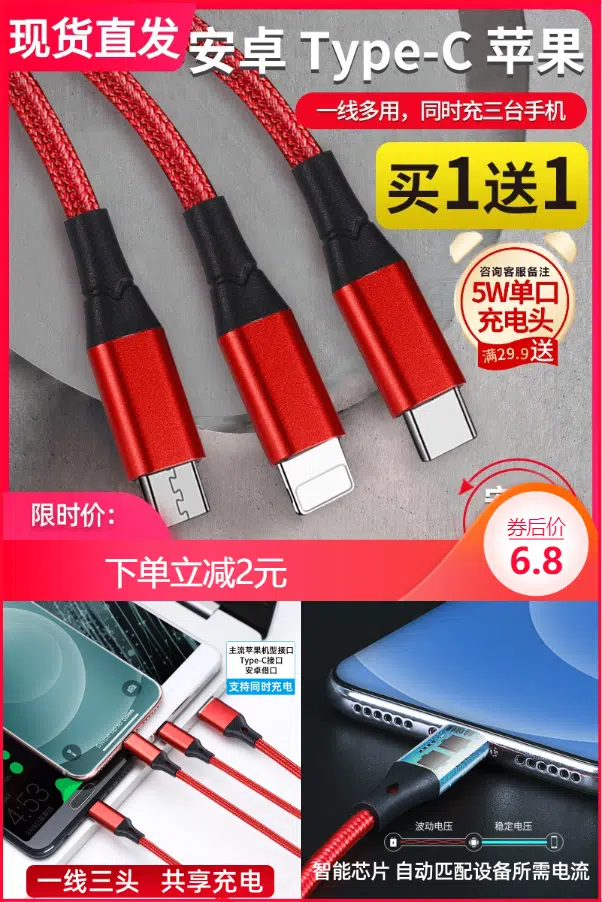 现货直发
安卓 Type-C 苹果
一线多用，同时充三台手机
买1送1
咨询客服备注
5W单口
充电头
满29.9送
限时价：
券后价
6.8
下单立减2元
主流苹果机型接口
Type-C接口
安卓借口
支持同时充电
4:53
一线三头 共享充电
波动电压
稳定电压
智能芯片 自动匹配设备所需电流